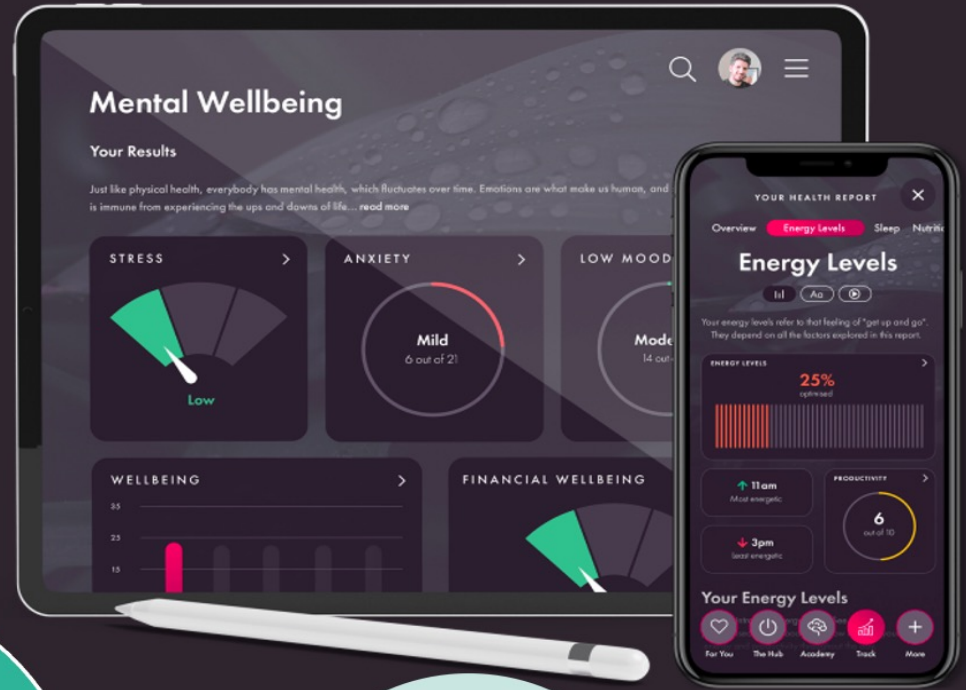 Mental Wellbeing
Your Results
Just like physical health, everybody has mental health, which fluctuates over time. Emotions are what make us human, and
is immune from experiencing the ups and downs of life... read more
STRESS
Low
ANXIETY
Mild
6 out of 21
LOW MOOD
Mode
14 out
WELLBEING
35
25
15
FINANCIAL WELLBEING
YOUR HEALTH REPORT
Overview
Energy Levels
Sleep
Nutriti
Energy Levels
Aa
Your energy levels refer to that feeling of "get up and go".
They depend on all the factors explored in this report.
ENERGY LEVELS
25%
optimised
11am
Most energetic
3pm
Least energetic
PRODUCTIVITY
6
out of 10
Your Energy Levels
For You
The Hub
Academy
Track
More